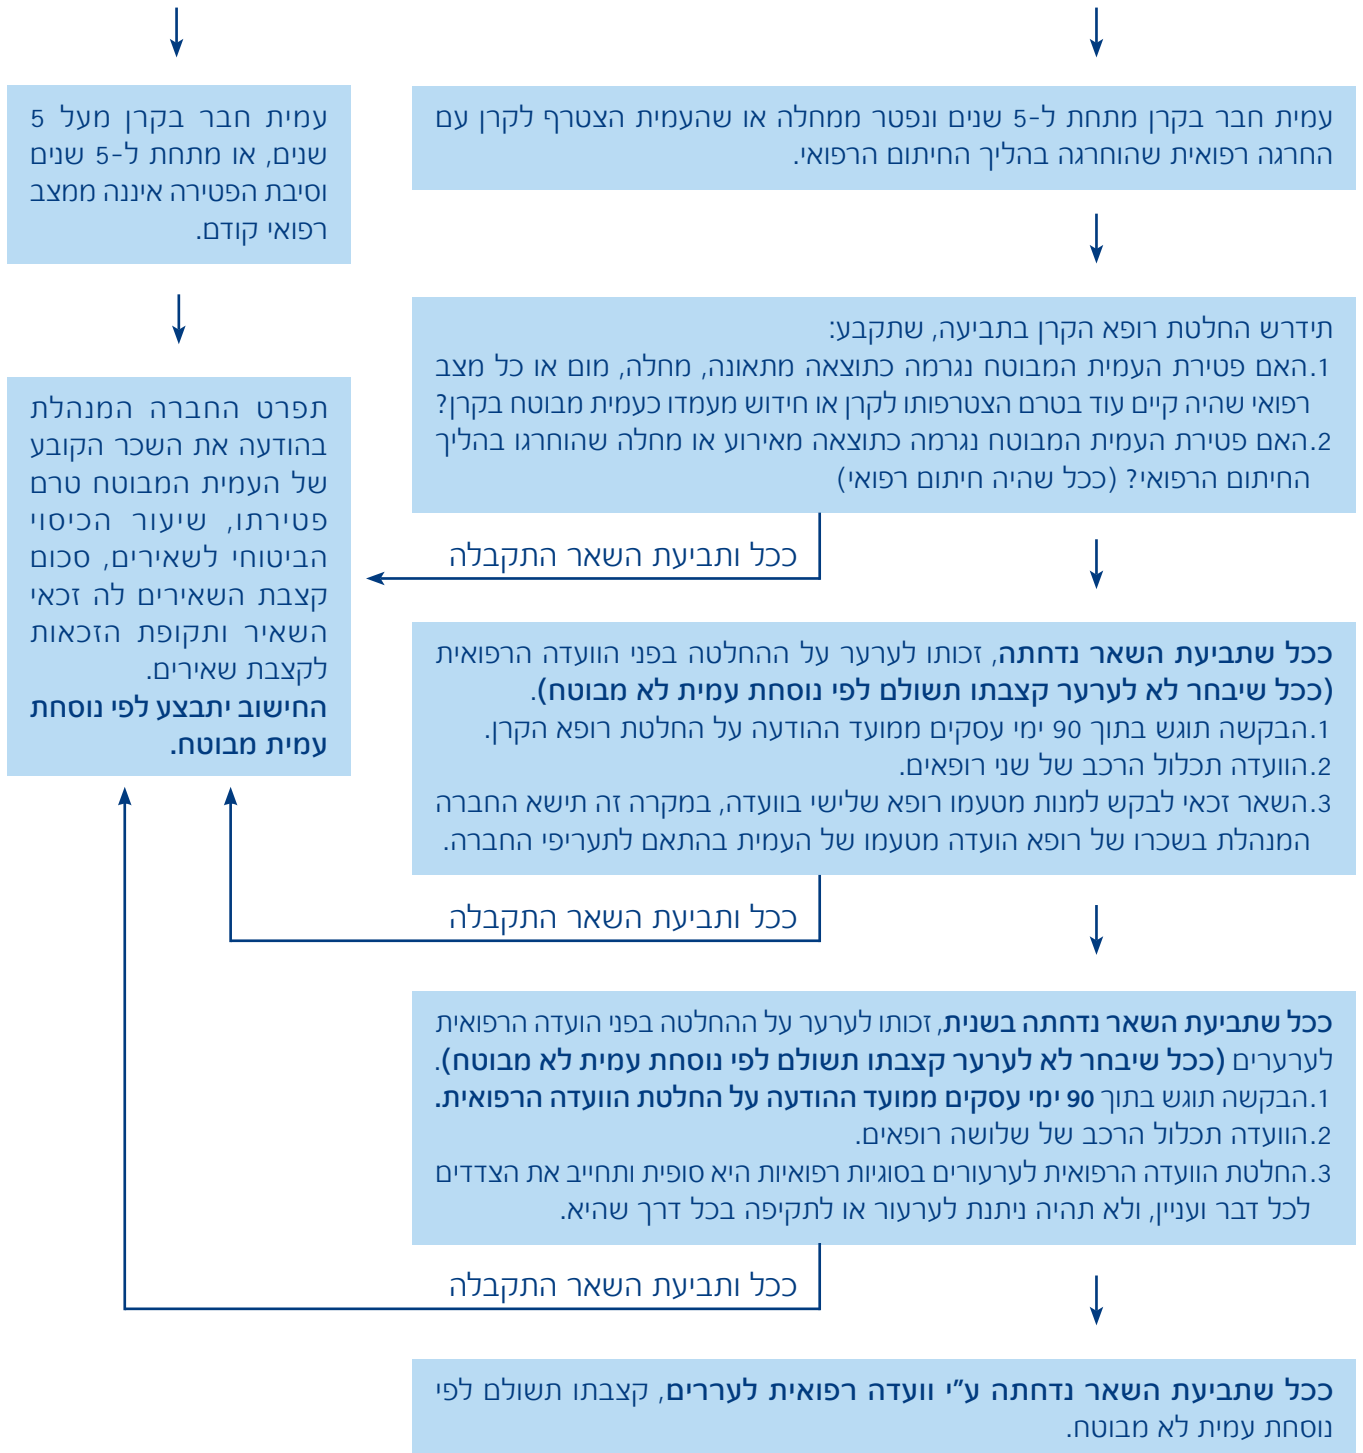 עמית חבר בקרן מתחת ל-5 שנים ונפטר ממחלה או שהעמית הצטרף לקרן עם
החרגה רפואית שהוחרגה בהליך החיתום הרפואי.
תידרש החלטת רופא הקרן בתביעה, שתקבע:
1.האם פטירת העמית המבוטח נגרמה כתוצאה מתאונה, מחלה, מום או כל מצב
רפואי שהיה קיים עוד בטרם הצטרפותו לקרן או חידוש מעמדו כעמית מבוטח בקרן?
2.האם פטירת העמית המבוטח נגרמה כתוצאה מאירוע או מחלה שהוחרגו בהליך
החיתום הרפואי? (ככל שהיה חיתום רפואי)
ככל ותביעת השאר התקבלה
ככל שתביעת השאר נדחתה, זכותו לערער על ההחלטה בפני הוועדה הרפואית
(ככל שיבחר לא לערער קצבתו תשולם לפי נוסחת עמית לא מבוטח).
1.הבקשה תוגש בתוך 90 ימי עסקים ממועד ההודעה על החלטת רופא הקרן.
2.הוועדה תכלול הרכב של שני רופאים.
3.השאר זכאי לבקש למנות מטעמו רופא שלישי בוועדה, במקרה זה תישא החברה
המנהלת בשכרו של רופא הועדה מטעמו של העמית בהתאם לתעריפי החברה.
ככל ותביעת השאר התקבלה
ככל שתביעת השאר נדחתה בשנית, זכותו לערער על ההחלטה בפני הועדה הרפואית
לערערים (ככל שיבחר לא לערער קצבתו תשולם לפי נוסחת עמית לא מבוטח).
1.הבקשה תוגש בתוך 90 ימי עסקים ממועד ההודעה על החלטת הוועדה הרפואית.
2.הוועדה תכלול הרכב של שלושה רופאים.
3.החלטת הוועדה הרפואית לערעורים בסוגיות רפואיות היא סופית ותחייב את הצדדים
לכל דבר ועניין, ולא תהיה ניתנת לערעור או לתקיפה בכל דרך שהיא.
ככל ותביעת השאר התקבלה
ככל שתביעת השאר נדחתה ע"י וועדה רפואית לעררים, קצבתו תשולם לפי
נוסחת עמית לא מבוטח.
עמית חבר בקרן מעל 5
שנים, או מתחת ל-5 שנים
וסיבת הפטירה איננה ממצב
רפואי קודם.
תפרט החברה המנהלת
בהודעה את השכר הקובע
של העמית המבוטח טרם
פטירתו, שיעור הכיסוי
הביטוחי לשאירים, סכום
קצבת השאירים לה זכאי
השאיר ותקופת הזכאות
לקצבת שאירים.
החישוב יתבצע לפי נוסחת
עמית מבוטח.